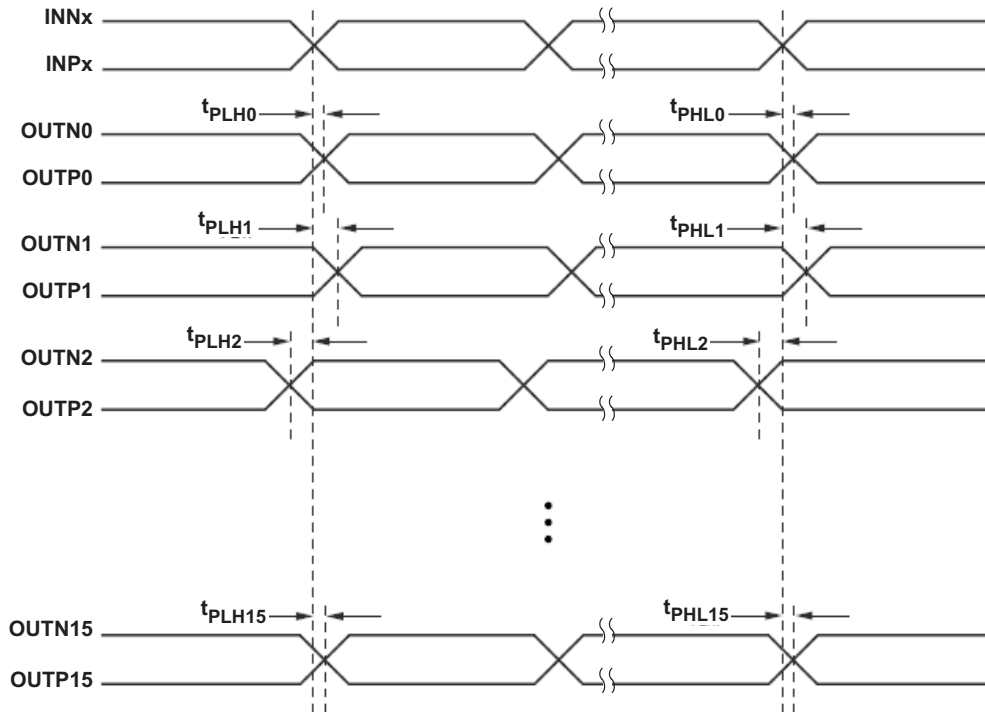 INNx
INPx
tPLH0
tPHL0
OUTN0
OUTP0
tPLH1
tPHL1
OUTN1
OUTP1
tPLH2
tPHL2
OUTN2
OUTP2
tPLH15
tPHL15
OUTN15
OUTP15